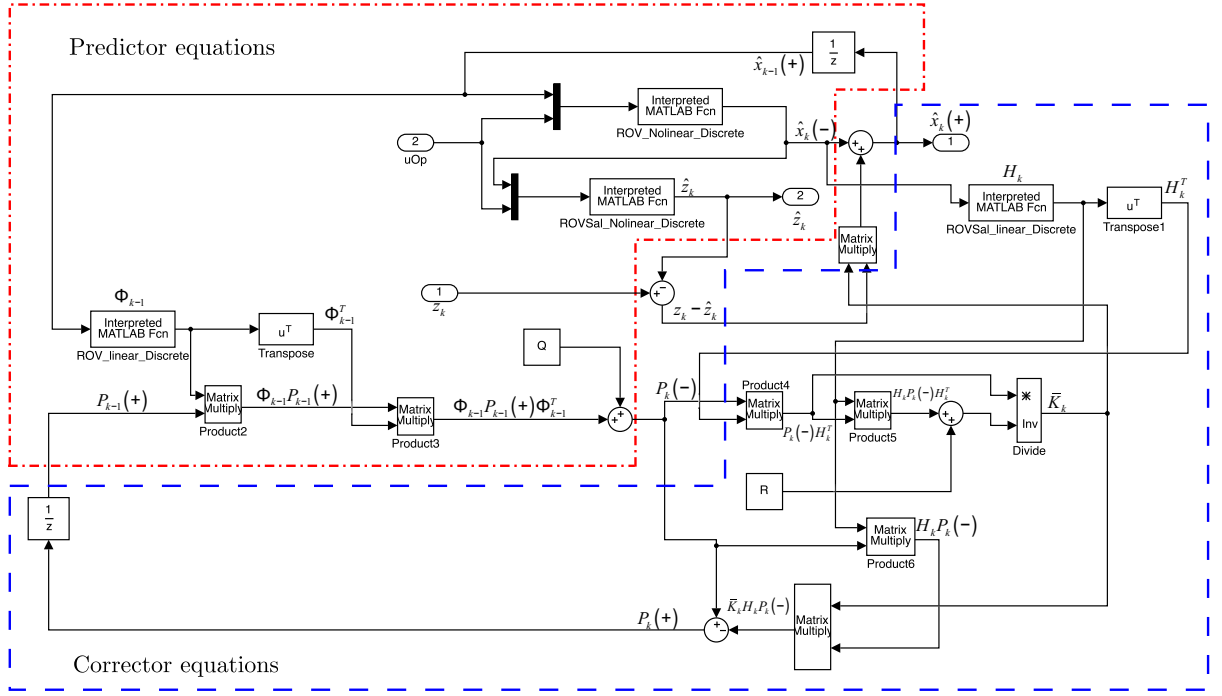 Predictor equations
1
z
x̂ₖ₋₁(+)
Interpreted
MATLAB Fcn
ROV_Nolinear_Discrete
2
uOp
x̂ₖ(-)
+
+
x̂ₖ(+)
1
Interpreted
MATLAB Fcn
ROVSal_Nolinear_Discrete
ẑₖ
2
ẑₖ
Hₖ
Interpreted
MATLAB Fcn
ROVSal_linear_Discrete
uᵀ
Transpose1
Hₖᵀ
Matrix
Multiply
1
zₖ
+
−
zₖ − ẑₖ
Φₖ₋₁
Interpreted
MATLAB Fcn
ROV_linear_Discrete
uᵀ
Transpose
Φᵀₖ₋₁
Q
Pₖ₋₁(+)
Matrix
Multiply
Product2
Φₖ₋₁Pₖ₋₁(+)
Matrix
Multiply
Product3
Φₖ₋₁Pₖ₋₁(+)Φᵀₖ₋₁
+
+
Pₖ(-)
Product4
Matrix
Multiply
Pₖ(-)Hₖᵀ
Matrix
Multiply
Product5
HₖPₖ(-)Hₖᵀ
+
+
*
Inv
Divide
K̄ₖ
R
1
z
Matrix
Multiply
Product6
HₖPₖ(-)
Pₖ(+)
+
−
K̄ₖHₖPₖ(-)
Matrix
Multiply
Corrector equations